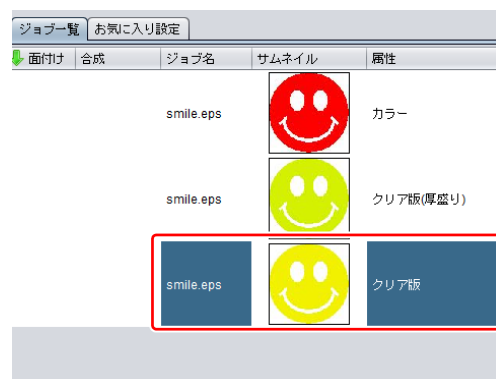 ジョブ一覧 お気に入り設定
面付け 合成 ジョブ名 サムネイル 属性
smile.eps カラー
smile.eps クリア版(厚盛り)
smile.eps クリア版